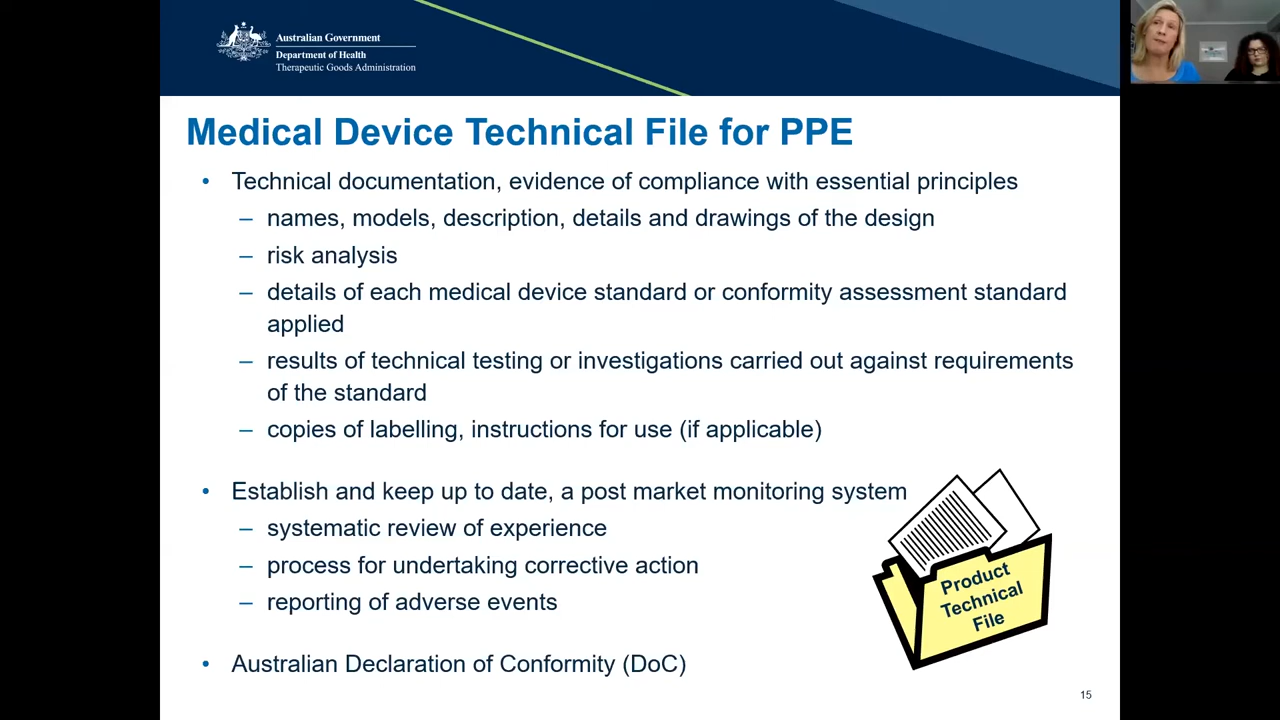 Australian Government
Department of Health
Therapeutic Goods Administration
Medical Device Technical File for PPE
• Technical documentation, evidence of compliance with essential principles
– names, models, description, details and drawings of the design
– risk analysis
– details of each medical device standard or conformity assessment standard
applied
– results of technical testing or investigations carried out against requirements
of the standard
– copies of labelling, instructions for use (if applicable)
• Establish and keep up to date, a post market monitoring system
– systematic review of experience
– process for undertaking corrective action
– reporting of adverse events
Product
Technical
File
• Australian Declaration of Conformity (DoC)
15